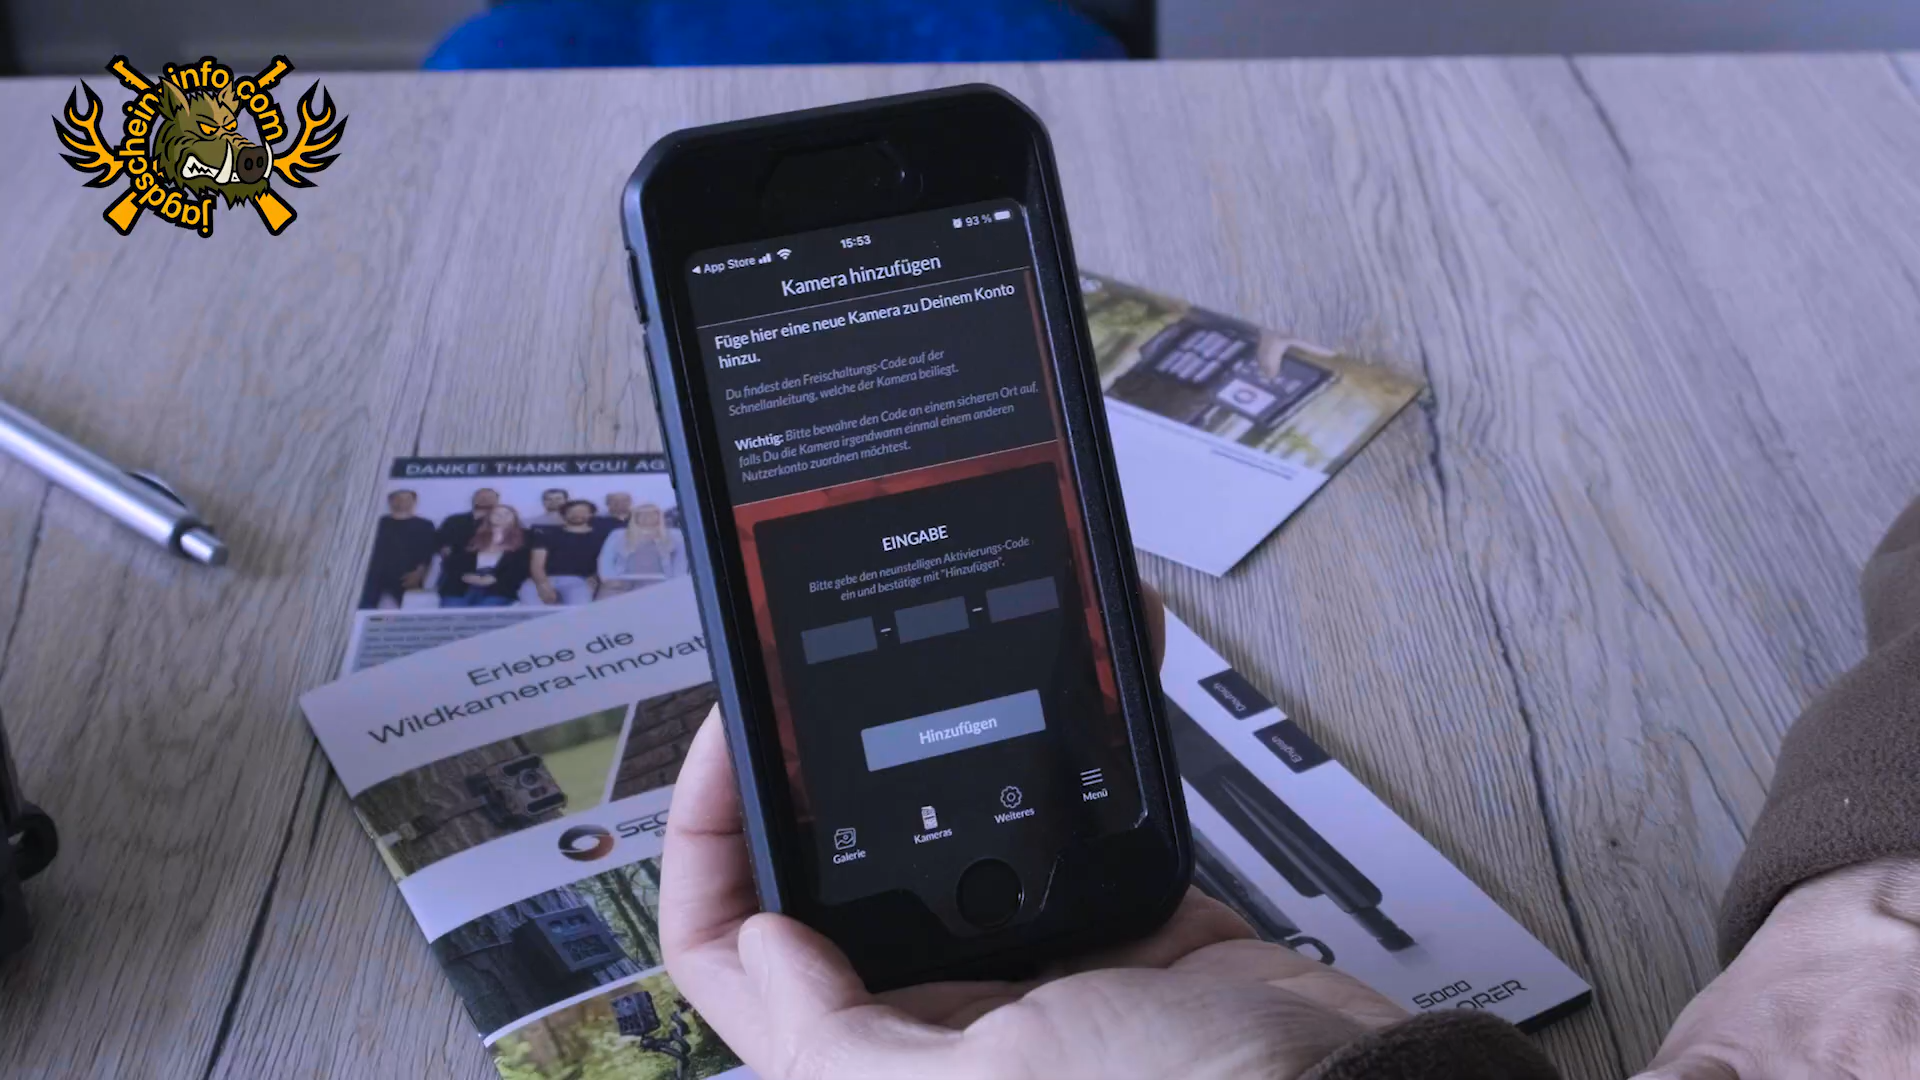 jagdschein-info.com
App Store
15:53
93 %
Kamera hinzufügen
Füge hier eine neue Kamera zu Deinem Konto
hinzu.
Du findest den Freischaltungs-Code auf der
Schnellanleitung, welche der Kamera beiliegt.
Wichtig: Bitte bewahre den Code an einem sicheren Ort auf,
falls Du die Kamera irgendwann einmal einem anderen
Nutzerkonto zuordnen möchtest.
EINGABE
Bitte gebe den neunstelligen Aktivierungs-Code
ein und bestätige mit "Hinzufügen".
– –
Hinzufügen
Galerie
Kameras
Weiteres
Menü
DANKE! THANK YOU!
Erlebe die
Wildkamera-Innovat
SEC
Deutsch
English
5000